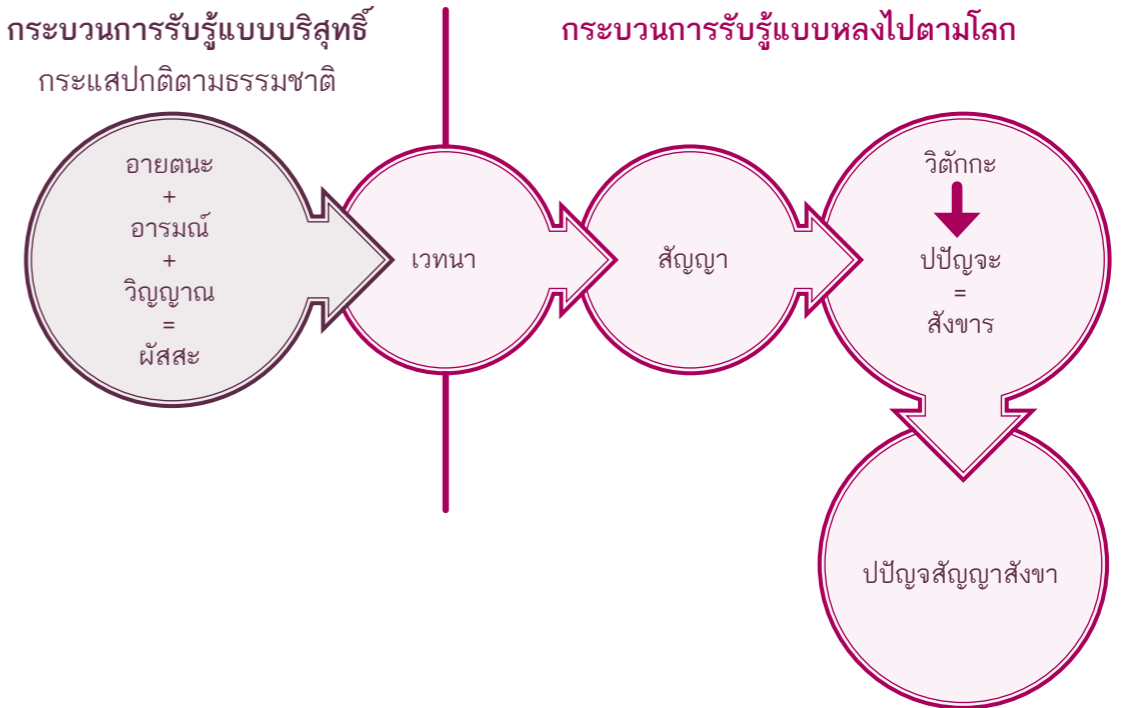 กระบวนการรับรู้แบบบริสุทธิ์
กระแสปกติตามธรรมชาติ
กระบวนการรับรู้แบบหลงไปตามโลก
อายตนะ
+
อารมณ์
+
วิญญาณ
=
ผัสสะ
เวทนา
สัญญา
วิตักกะ
ปปัญจะ
=
สังขาร
ปปัญจสัญญาสังขา